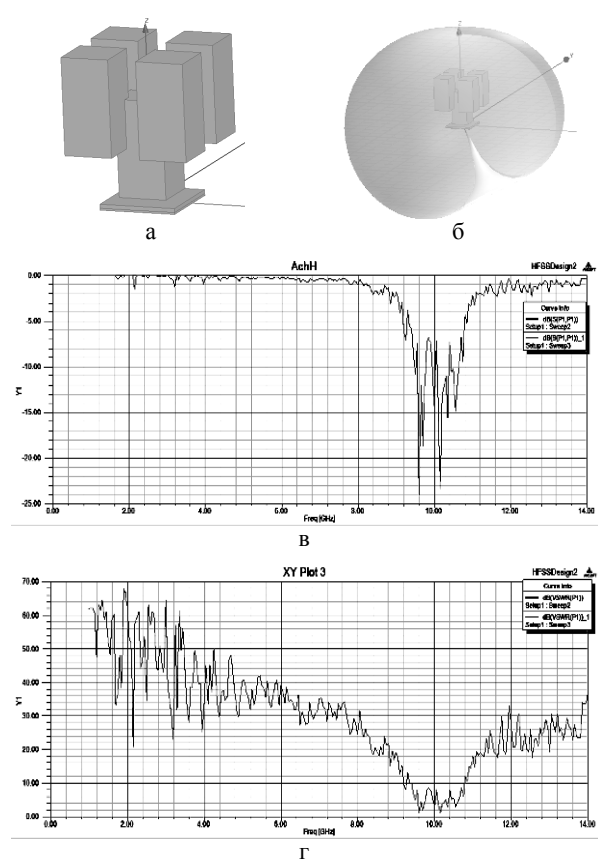 Z
а
Z
Y
б
AchH
HFSSDesign2
0.00
-5.00
-10.00
-15.00
-20.00
-25.00
Y1
Curve Info
dB(S(P1,P1))
Setup1 : Sweep2
dB(S(P1,P1))_1
Setup1 : Sweep3
0.00 2.00 4.00 6.00 8.00 10.00 12.00 14.00
Freq [GHz]
в
XY Plot 3
HFSSDesign2
70.00
60.00
50.00
40.00
30.00
20.00
10.00
0.00
Y1
Curve Info
dB(VSWR(P1))
Setup1 : Sweep2
dB(VSWR(P1))_1
Setup1 : Sweep3
0.00 2.00 4.00 6.00 8.00 10.00 12.00 14.00
Freq [GHz]
г